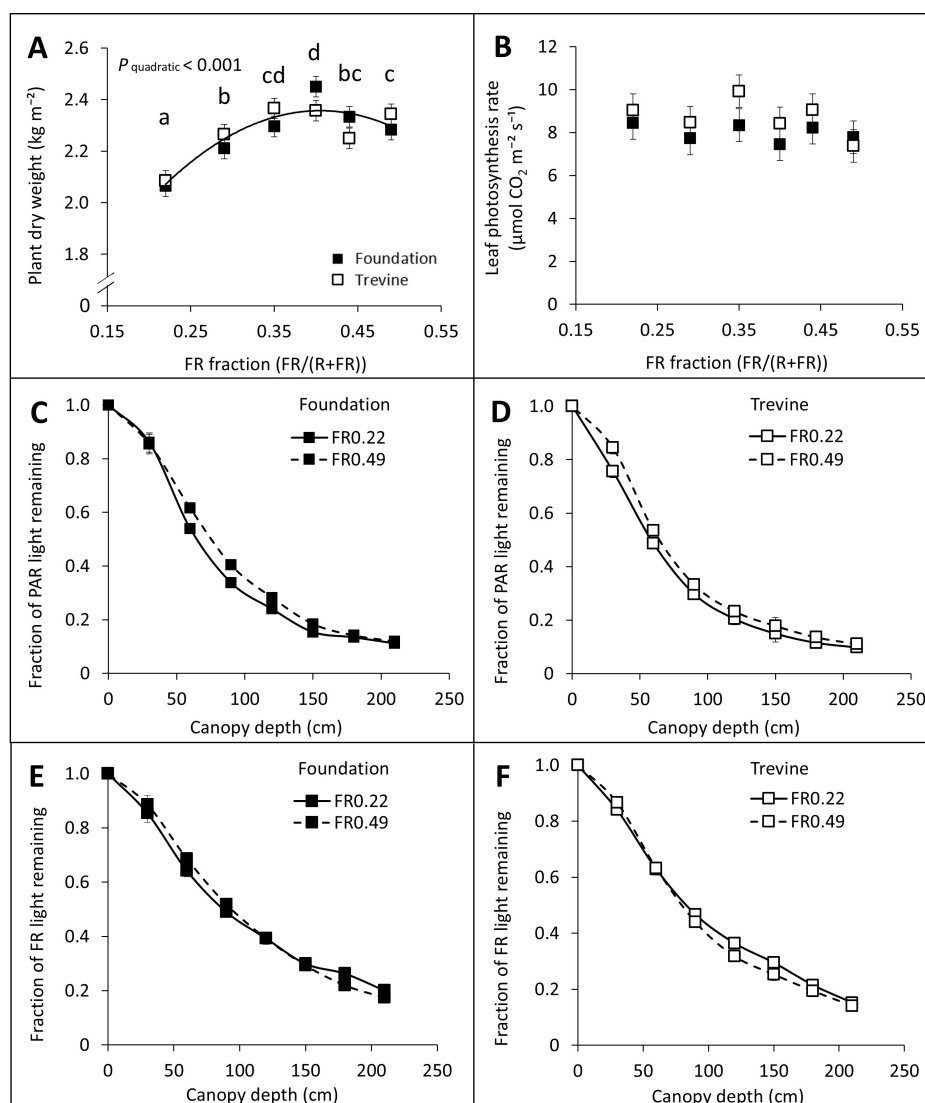 A
P quadratic < 0.001
a
b
cd
d
bc
c
Plant dry weight (kg m⁻²)
2.6
2.4
2.2
2.0
1.8
0
Foundation
Trevine
0.15 0.25 0.35 0.45 0.55
FR fraction (FR/(R+FR))
B
Leaf photosynthesis rate
(µmol CO₂ m⁻² s⁻¹)
12
10
8
6
4
2
0
0.15 0.25 0.35 0.45 0.55
FR fraction (FR/(R+FR))
C
Foundation
FR0.22
FR0.49
Fraction of PAR light remaining
1.0
0.8
0.6
0.4
0.2
0
0 50 100 150 200 250
Canopy depth (cm)
D
Trevine
FR0.22
FR0.49
Fraction of PAR light remaining
1.0
0.8
0.6
0.4
0.2
0
0 50 100 150 200 250
Canopy depth (cm)
E
Foundation
FR0.22
FR0.49
Fraction of FR light remaining
1.0
0.8
0.6
0.4
0.2
0
0 50 100 150 200 250
Canopy depth (cm)
F
Trevine
FR0.22
FR0.49
Fraction of FR light remaining
1.0
0.8
0.6
0.4
0.2
0
0 50 100 150 200 250
Canopy depth (cm)